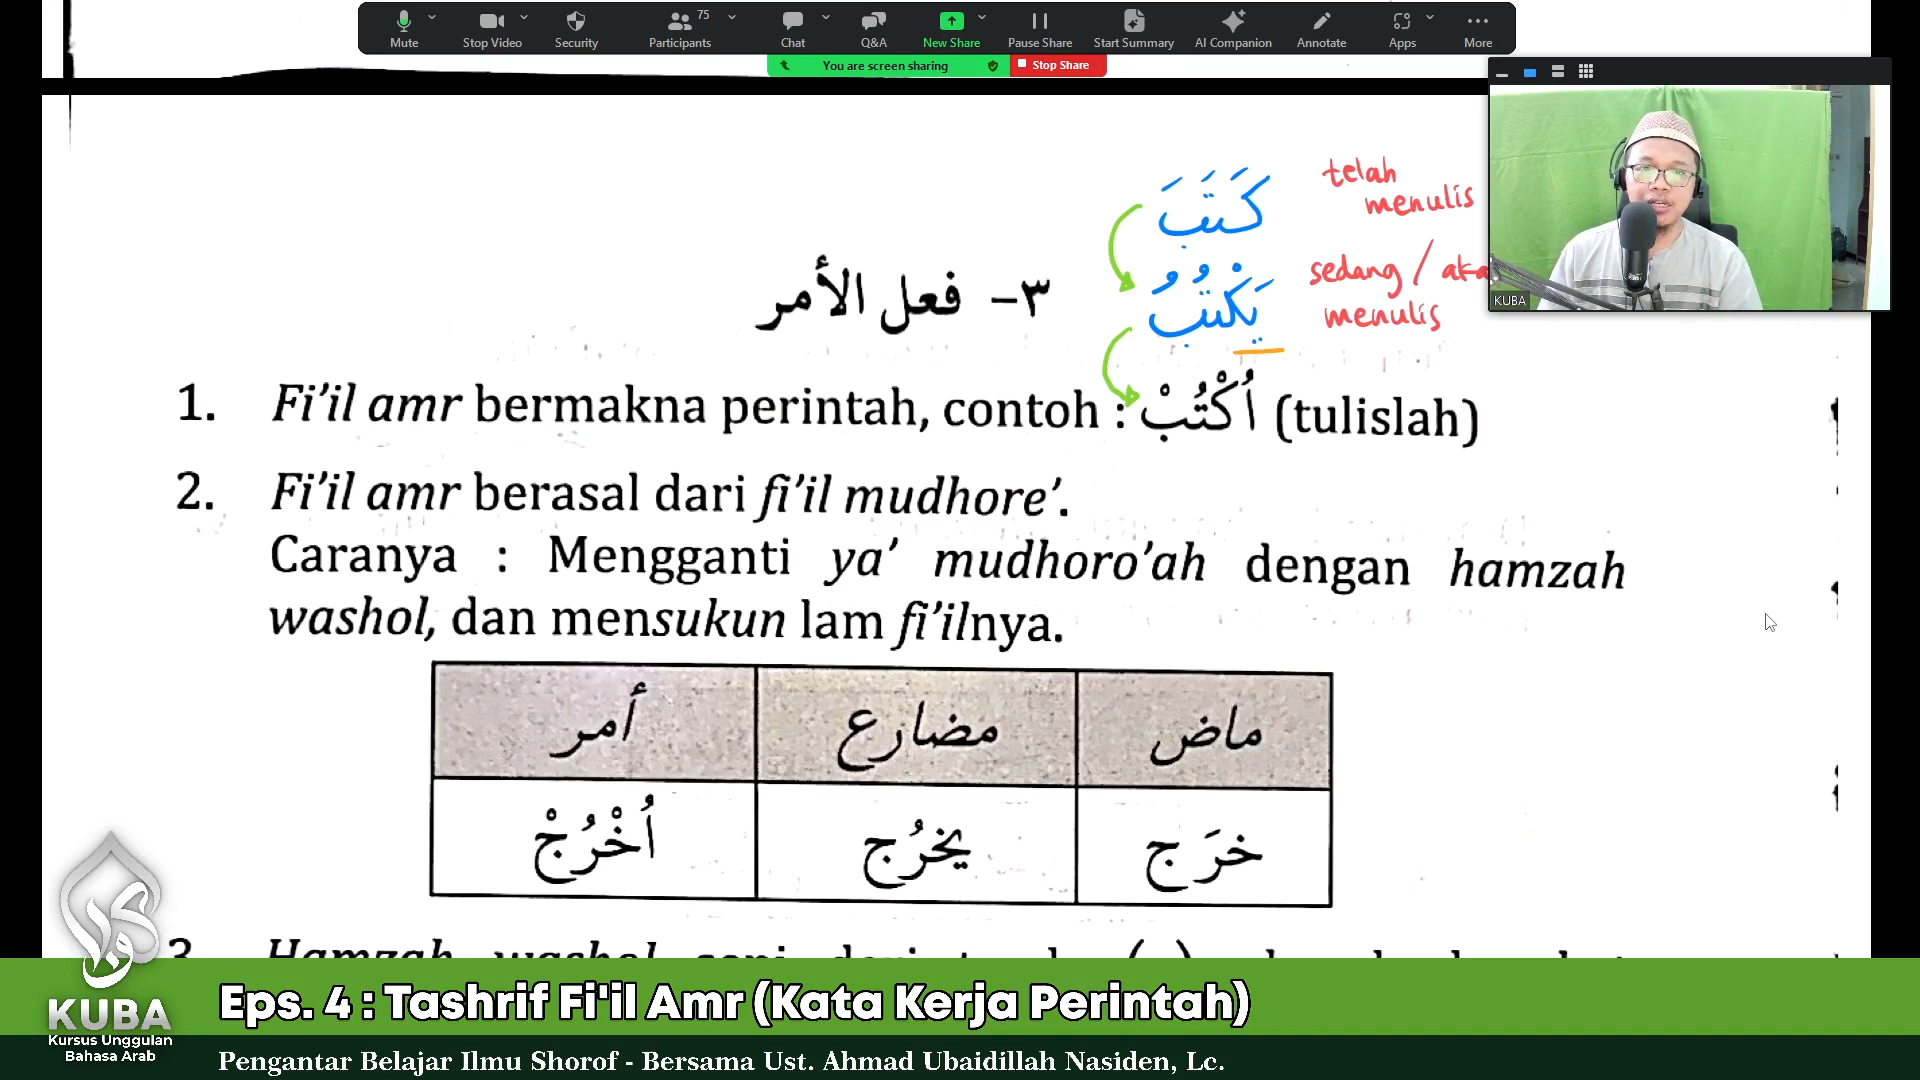 Mute
Stop Video
Security
Participants 75
Chat
Q&A
New Share
Pause Share
Start Summary
AI Companion
Annotate
Apps
More
You are screen sharing
Stop Share
KUBA
كَتَبَ
telah
menulis
يَكْتُبُ
sedang /
menulis
٣- فعل الأمر
1. Fi'il amr bermakna perintah, contoh : اُكْتُبْ (tulislah)
2. Fi'il amr berasal dari fi'il mudhore'.
Caranya : Mengganti ya' mudhoro'ah dengan hamzah
washol, dan mensukun lam fi'ilnya.
ماض مضارع أمر
خرَج يخرُج اُخْرُجْ
3. Hamzah washol
KUBA
Kursus Unggulan
Bahasa Arab
Eps. 4 : Tashrif Fi'il Amr (Kata Kerja Perintah)
Pengantar Belajar Ilmu Shorof - Bersama Ust. Ahmad Ubaidillah Nasiden, Lc.